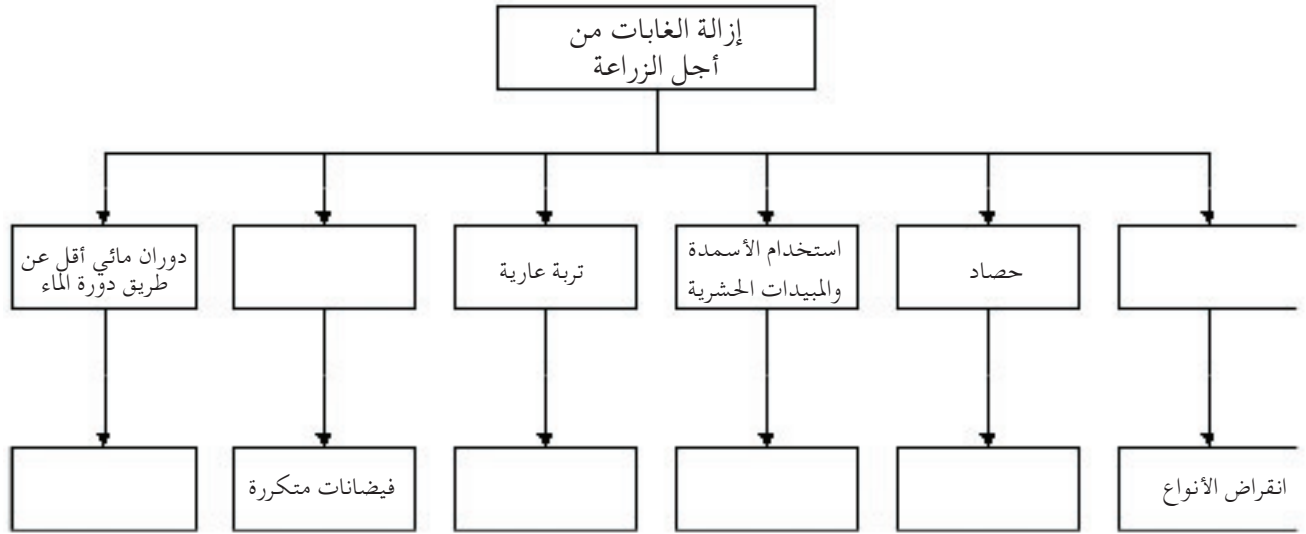 إزالة الغابات من
أجل الزراعة
حصاد
استخدام الأسمدة
والمبيدات الحشرية
تربة عارية
دوران مائي أقل عن
طريق دورة الماء
انقراض الأنواع
فيضانات متكررة